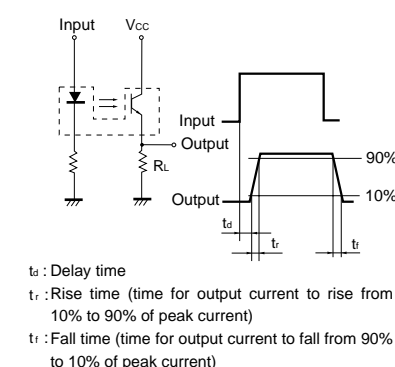 Input Vcc
Input
Output
RL
90%
Output
10%
td
tr
tf
td : Delay time
tr : Rise time (time for output current to rise from
10% to 90% of peak current)
tf : Fall time (time for output current to fall from 90%
to 10% of peak current)